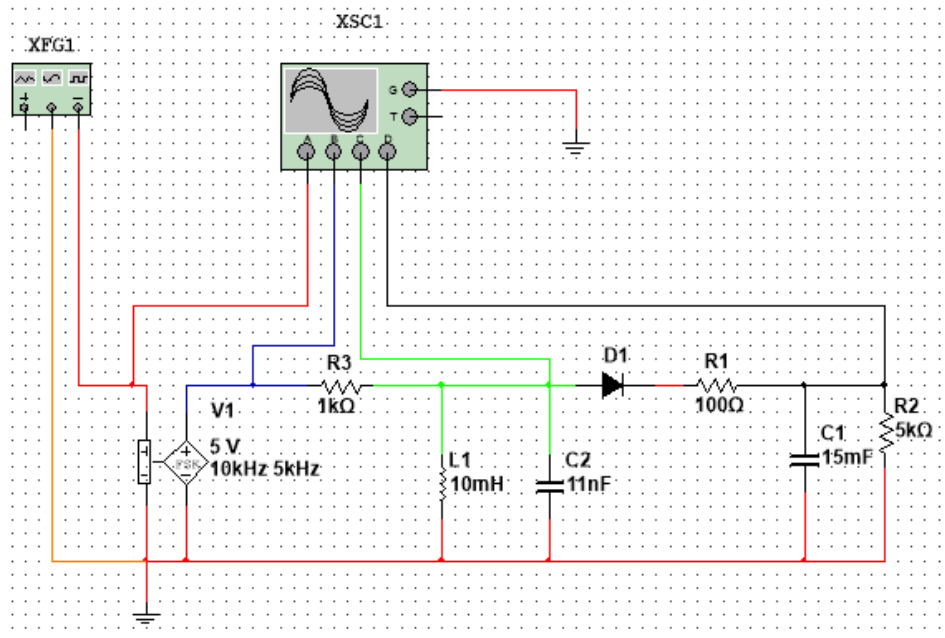 XSC1
XFG1
+
−
G
T
A B C D
V1
5 V
10kHz 5kHz
+
−
FSK
+
−
R3
1kΩ
L1
10mH
C2
11nF
D1
R1
100Ω
C1
15mF
R2
5kΩ